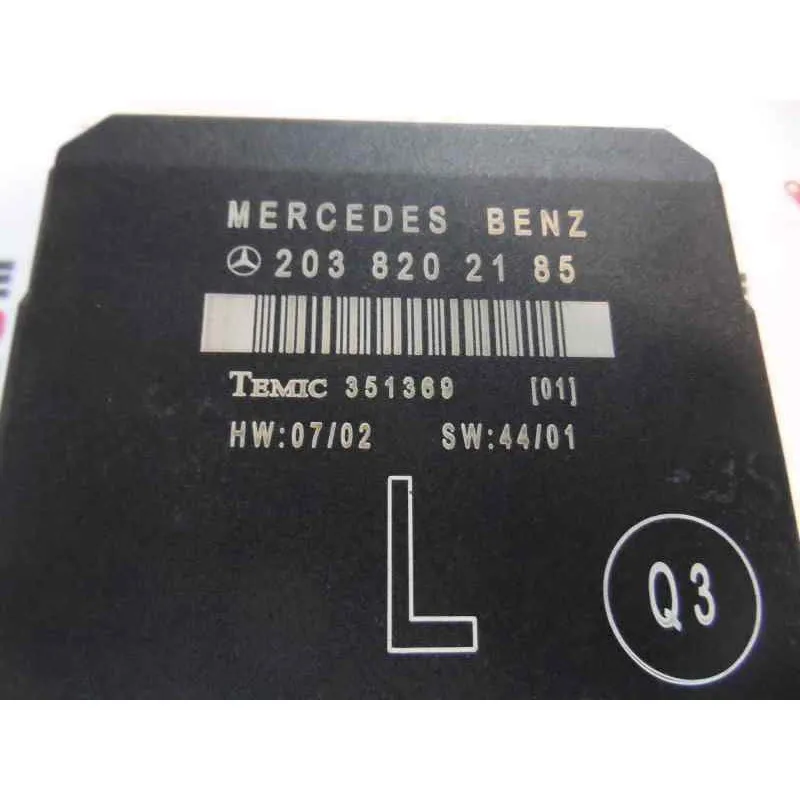 MERCEDES BENZ
203 820 21 85
TEMIC 351369 [01]
HW:07/02 SW:44/01
L
Q3